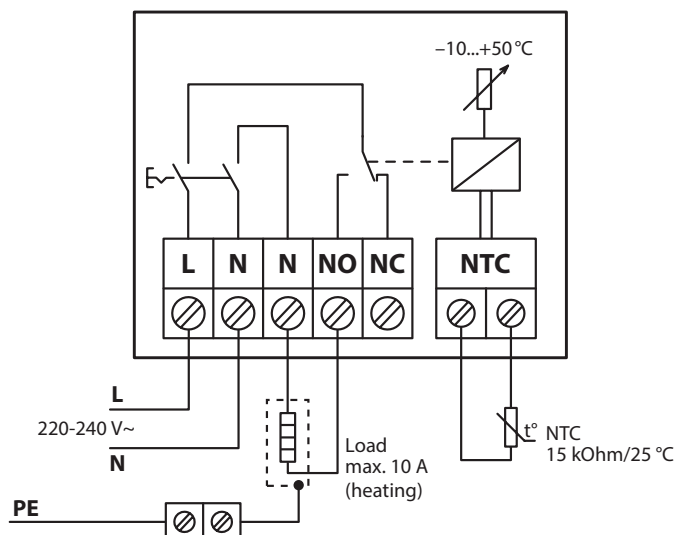 –10...+50 °C
L N N NO NC NTC
L
220-240 V~
N
Load
max. 10 A
(heating)
t° NTC
15 kOhm/25 °C
PE